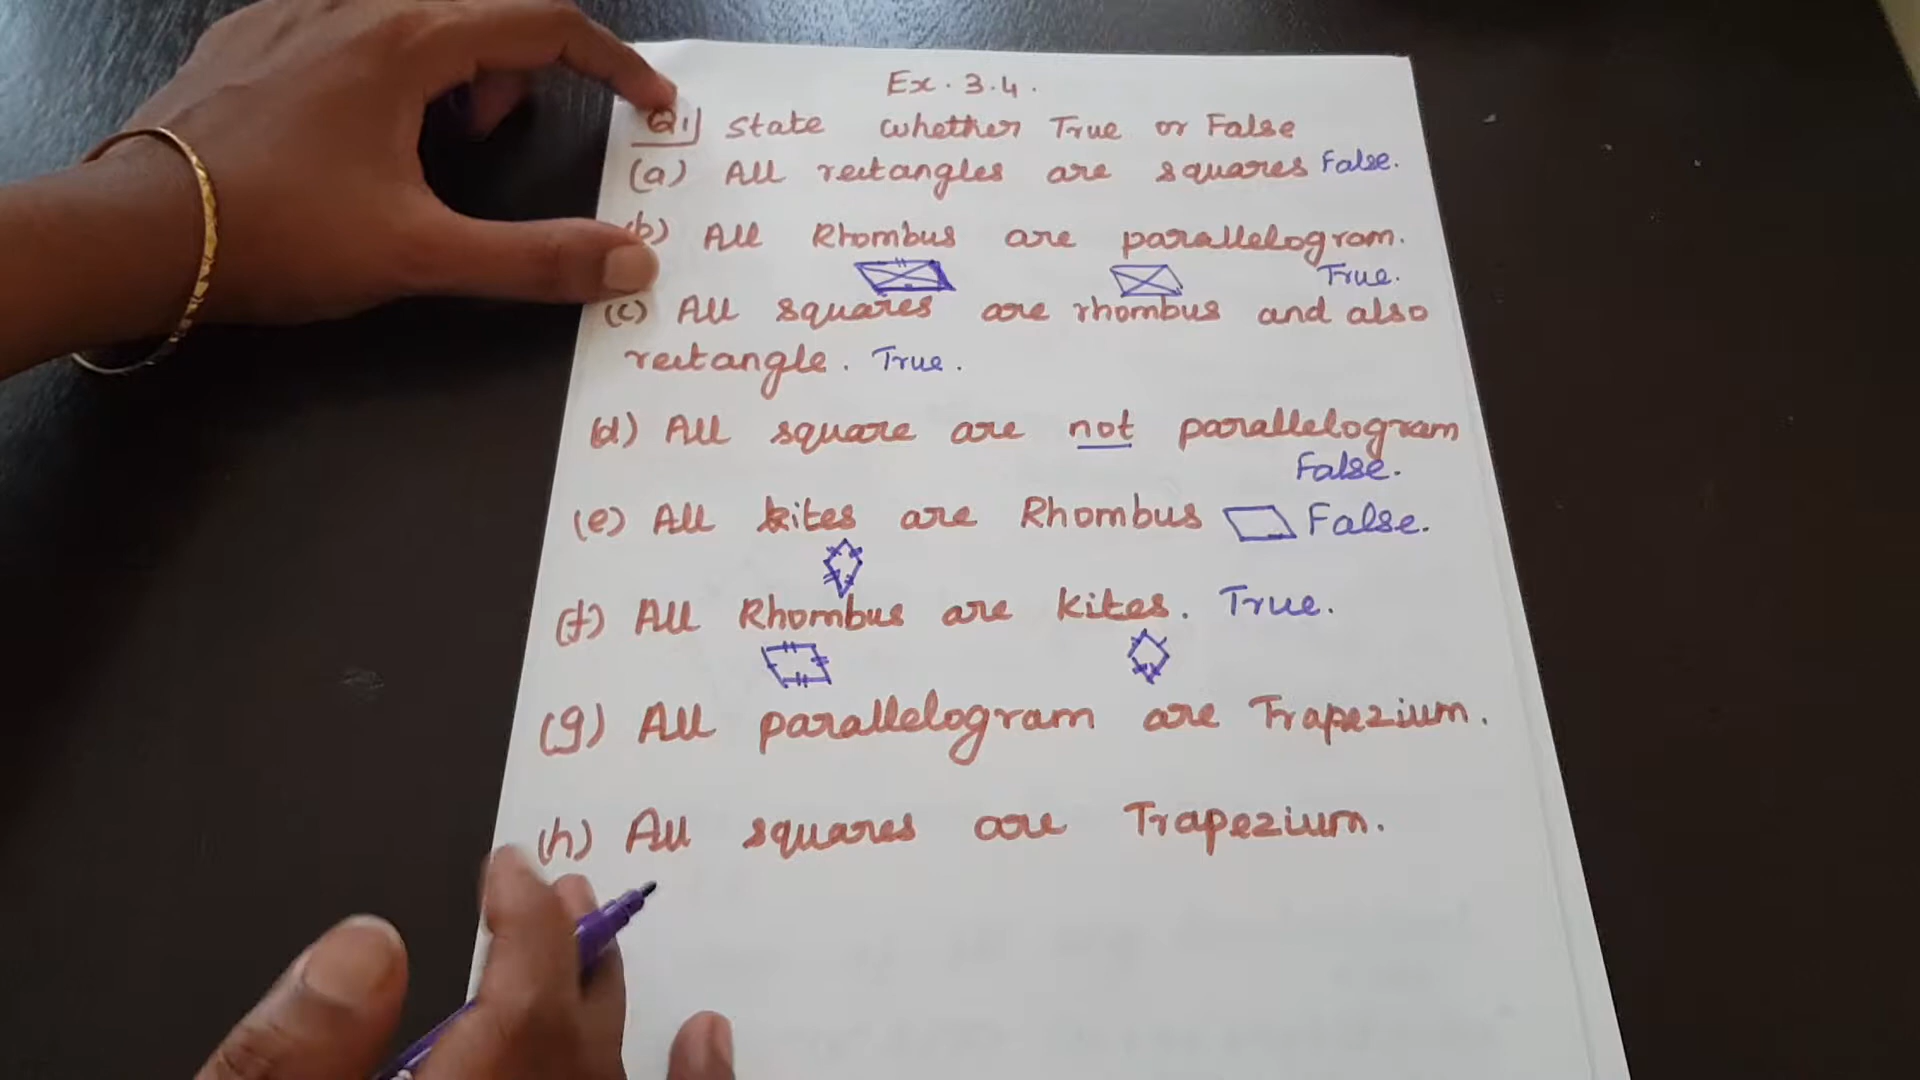 Ex. 3.4.
Q1) State whether True or False
(a) All rectangles are squares False.
(b) All Rhombus are parallelogram.
True.
(c) All squares are rhombus and also
rectangle. True.
(d) All square are not parallelogram
False.
(e) All kites are Rhombus False.
(f) All Rhombus are kites. True.
(g) All parallelogram are Trapezium.
(h) All squares are Trapezium.